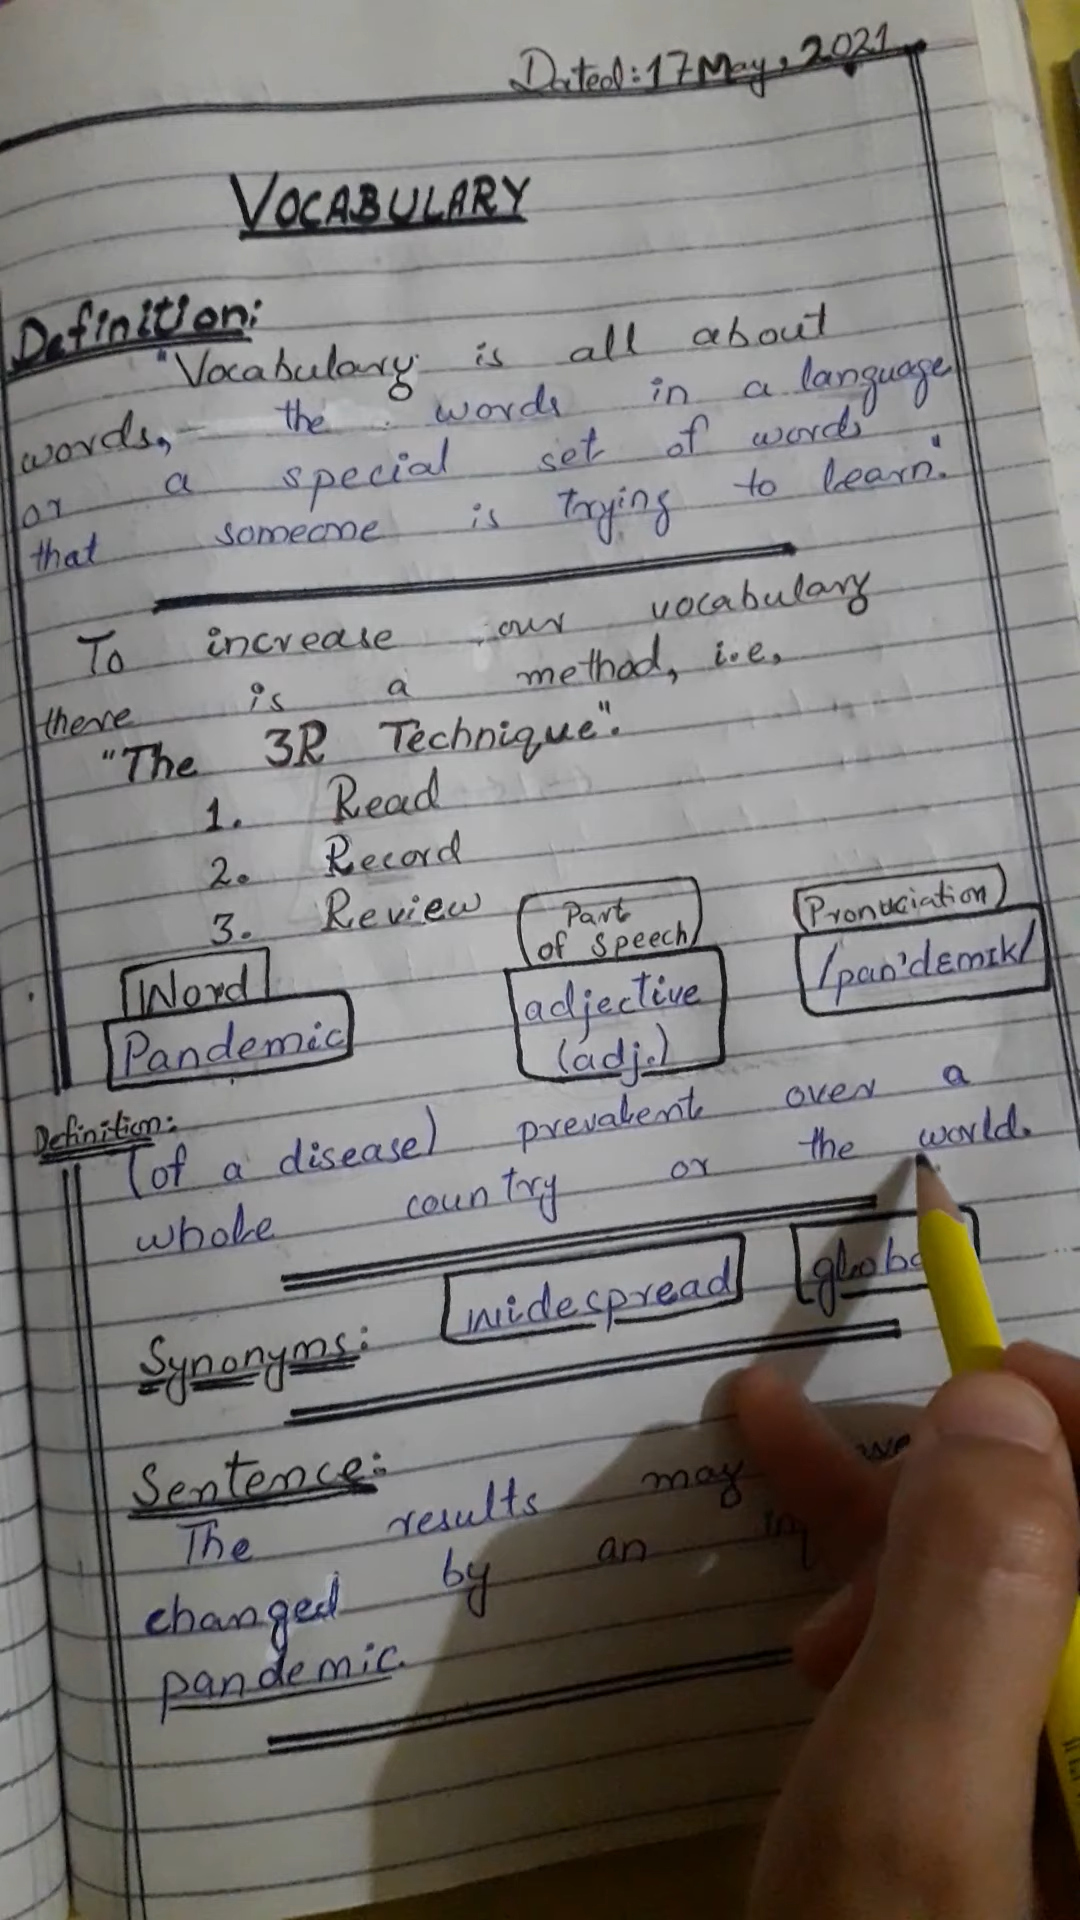 Dated: 17 May, 2021
VOCABULARY
Definition:
"Vocabulary is all about
words, the words in a language
or a special set of words
that someone is trying to learn."
To increase our vocabulary
there is a method, i.e,
"The 3R Technique".
1. Read
2. Record
3. Review
Word
Part
of speech
Pronuciation
Pandemic
adjective
(adj.)
/pan'dEmIk/
Definition:
(of a disease) prevalent over a
whole country or the world.
Synonyms: widespread
Sentence:
The results may
changed by an
pandemic.